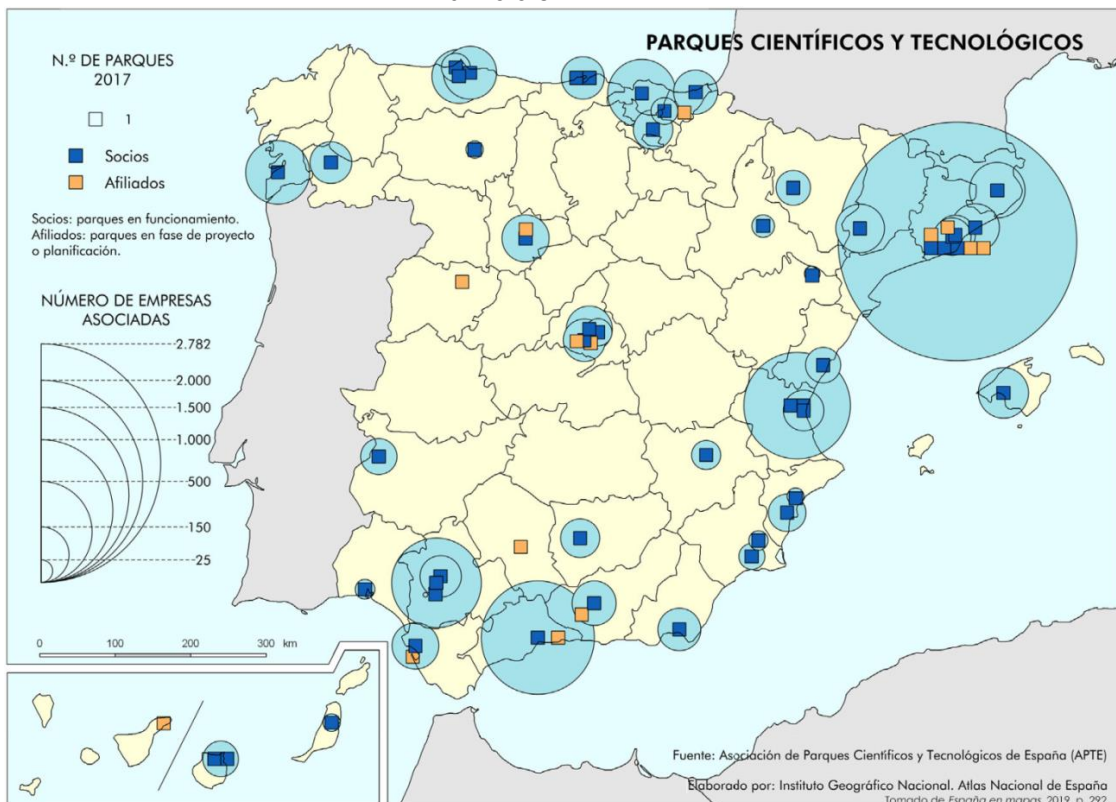 PARQUES CIENTÍFICOS Y TECNOLÓGICOS
N.º DE PARQUES
2017
1
Socios
Afiliados
Socios: parques en funcionamiento.
Afiliados: parques en fase de proyecto
o planificación.
NÚMERO DE EMPRESAS
ASOCIADAS
2.782
2.000
1.500
1.000
500
150
25
0 100 200 300 km
Fuente: Asociación de Parques Científicos y Tecnológicos de España (APTE)
Elaborado por: Instituto Geográfico Nacional. Atlas Nacional de España
Tomado de España en mapas, 2019, p. 292